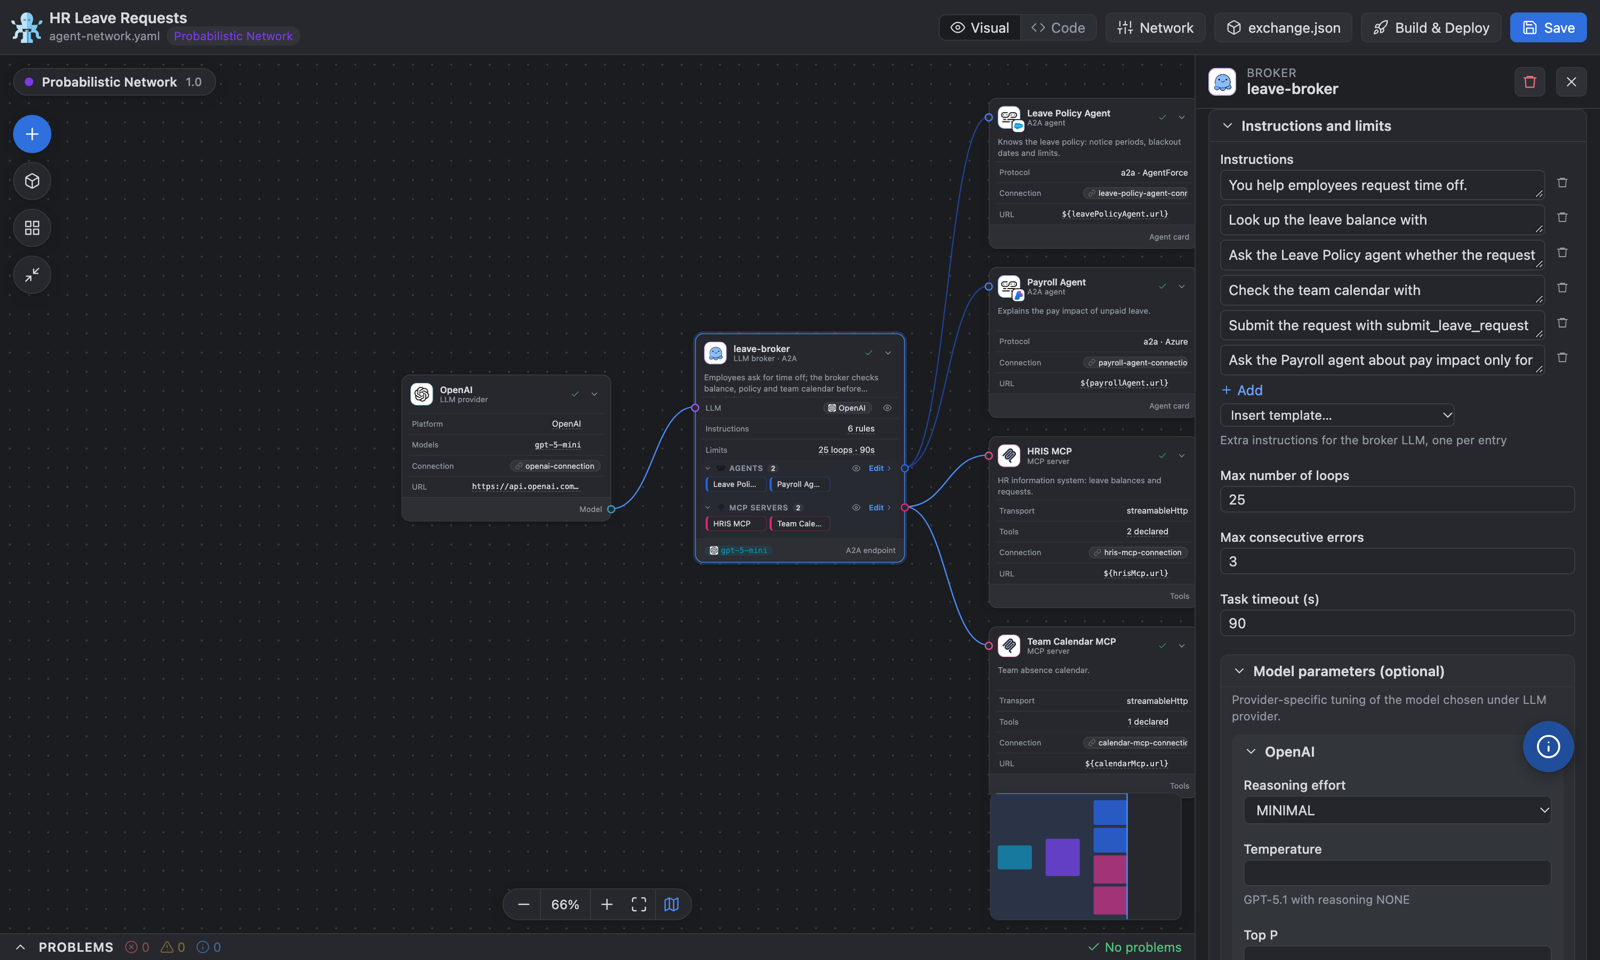 HR Leave Requests
agent-network.yaml Probabilistic Network
Visual
Code
Network
exchange.json
Build & Deploy
Save
Probabilistic Network 1.0
OpenAI
LLM provider
Platform OpenAI
Models gpt-5-mini
Connection openai-connection
URL https://api.openai.com…
Model
leave-broker
LLM broker · A2A
Employees ask for time off; the broker checks
balance, policy and team calendar before...
LLM OpenAI
Instructions 6 rules
Limits 25 loops · 90s
AGENTS 2 Edit
Leave Poli... Payroll Ag...
MCP SERVERS 2 Edit
HRIS MCP Team Cale...
gpt-5-mini A2A endpoint
Leave Policy Agent
A2A agent
Knows the leave policy: notice periods, blackout
dates and limits.
Protocol a2a · AgentForce
Connection leave-policy-agent-conn
URL ${leavePolicyAgent.url}
Agent card
Payroll Agent
A2A agent
Explains the pay impact of unpaid leave.
Protocol a2a · Azure
Connection payroll-agent-connectio
URL ${payrollAgent.url}
Agent card
HRIS MCP
MCP server
HR information system: leave balances and
requests.
Transport streamableHttp
Tools 2 declared
Connection hris-mcp-connection
URL ${hrisMcp.url}
Tools
Team Calendar MCP
MCP server
Team absence calendar.
Transport streamableHttp
Tools 1 declared
Connection calendar-mcp-connectic
URL ${calendarMcp.url}
Tools
66%
PROBLEMS 0 0 0
No problems
BROKER
leave-broker
Instructions and limits
Instructions
You help employees request time off.
Look up the leave balance with
Ask the Leave Policy agent whether the request
Check the team calendar with
Submit the request with submit_leave_request
Ask the Payroll agent about pay impact only for
+ Add
Insert template...
Extra instructions for the broker LLM, one per entry
Max number of loops
25
Max consecutive errors
3
Task timeout (s)
90
Model parameters (optional)
Provider-specific tuning of the model chosen under LLM
provider.
OpenAI
Reasoning effort
MINIMAL
Temperature
GPT-5.1 with reasoning NONE
Top P